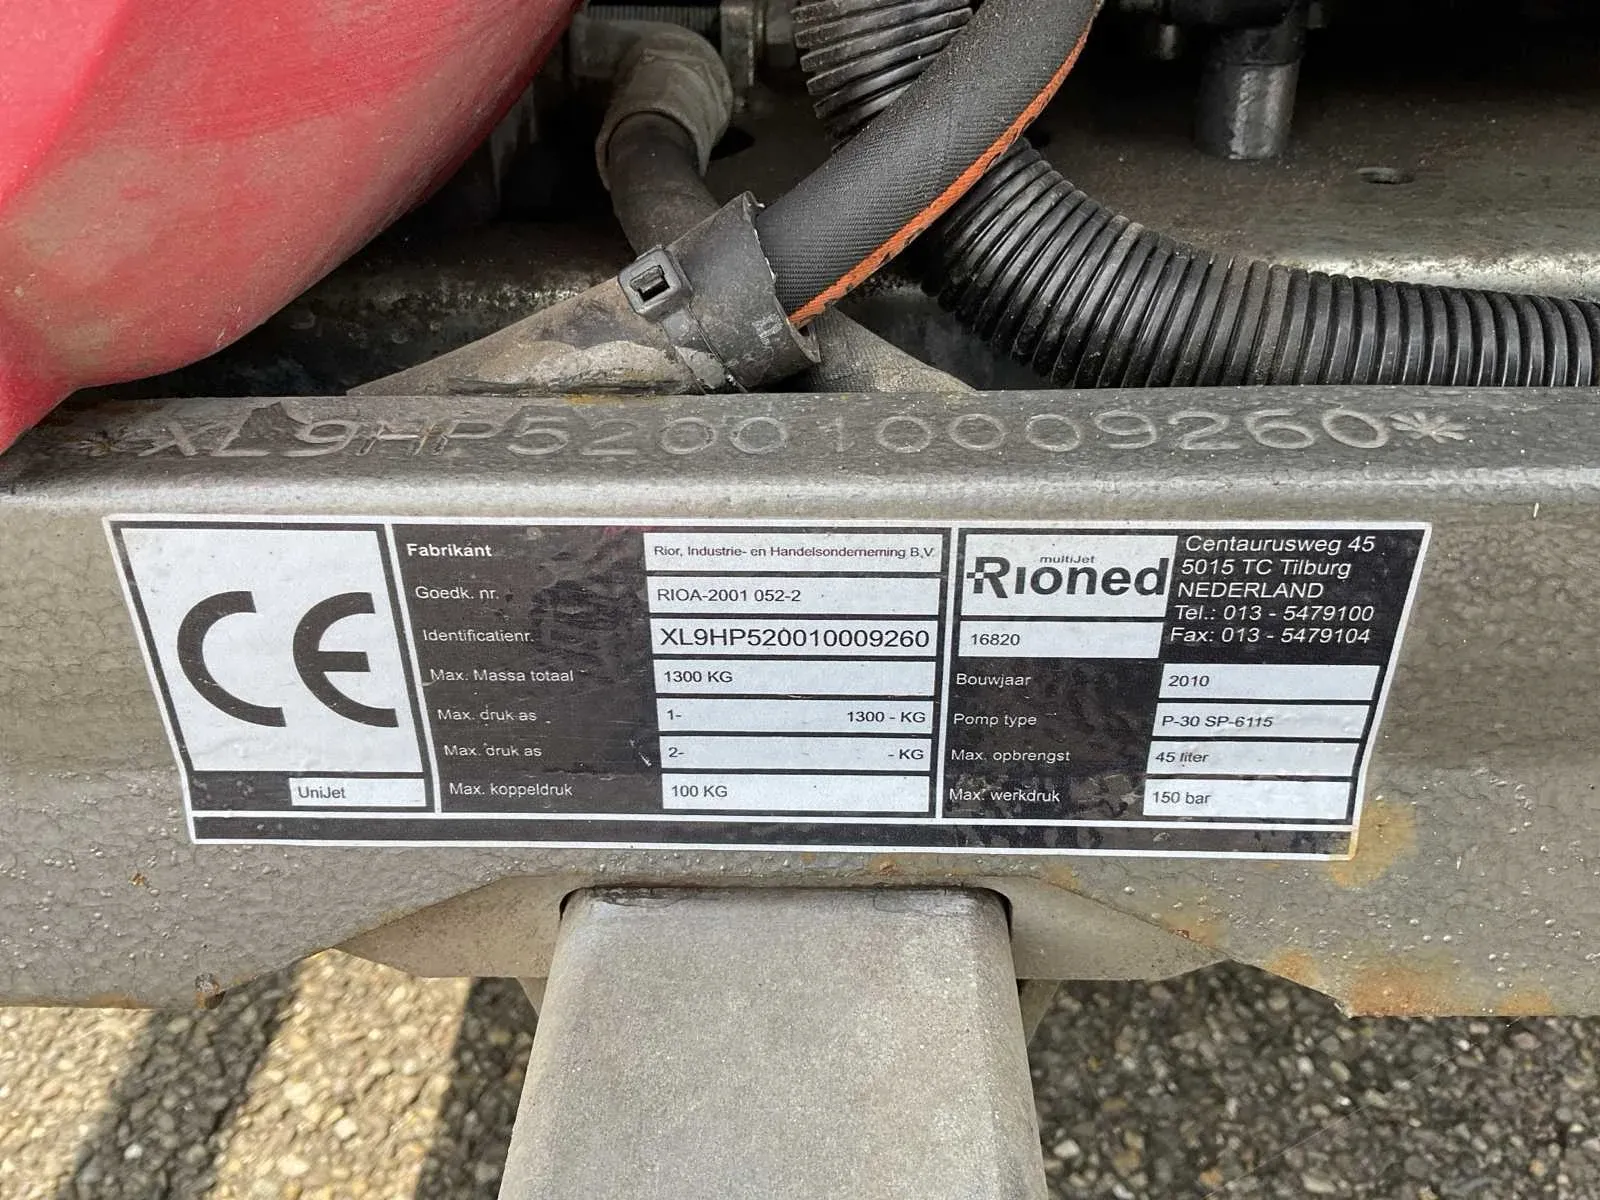 *XL9HP520010009260*
CE
UniJet
Fabrikant Rior, Industrie- en Handelsonderneming B.V.
Goedk. nr. RIOA-2001 052-2
Identificatienr. XL9HP520010009260
Max. Massa totaal 1300 KG
Max. druk as 1- 1300 - KG
Max. druk as 2- - KG
Max. koppeldruk 100 KG
multiJet
Rioned
16820
Centaurusweg 45
5015 TC Tilburg
NEDERLAND
Tel.: 013 - 5479100
Fax: 013 - 5479104
Bouwjaar 2010
Pomp type P-30 SP-6115
Max. opbrengst 45 liter
Max. werkdruk 150 bar